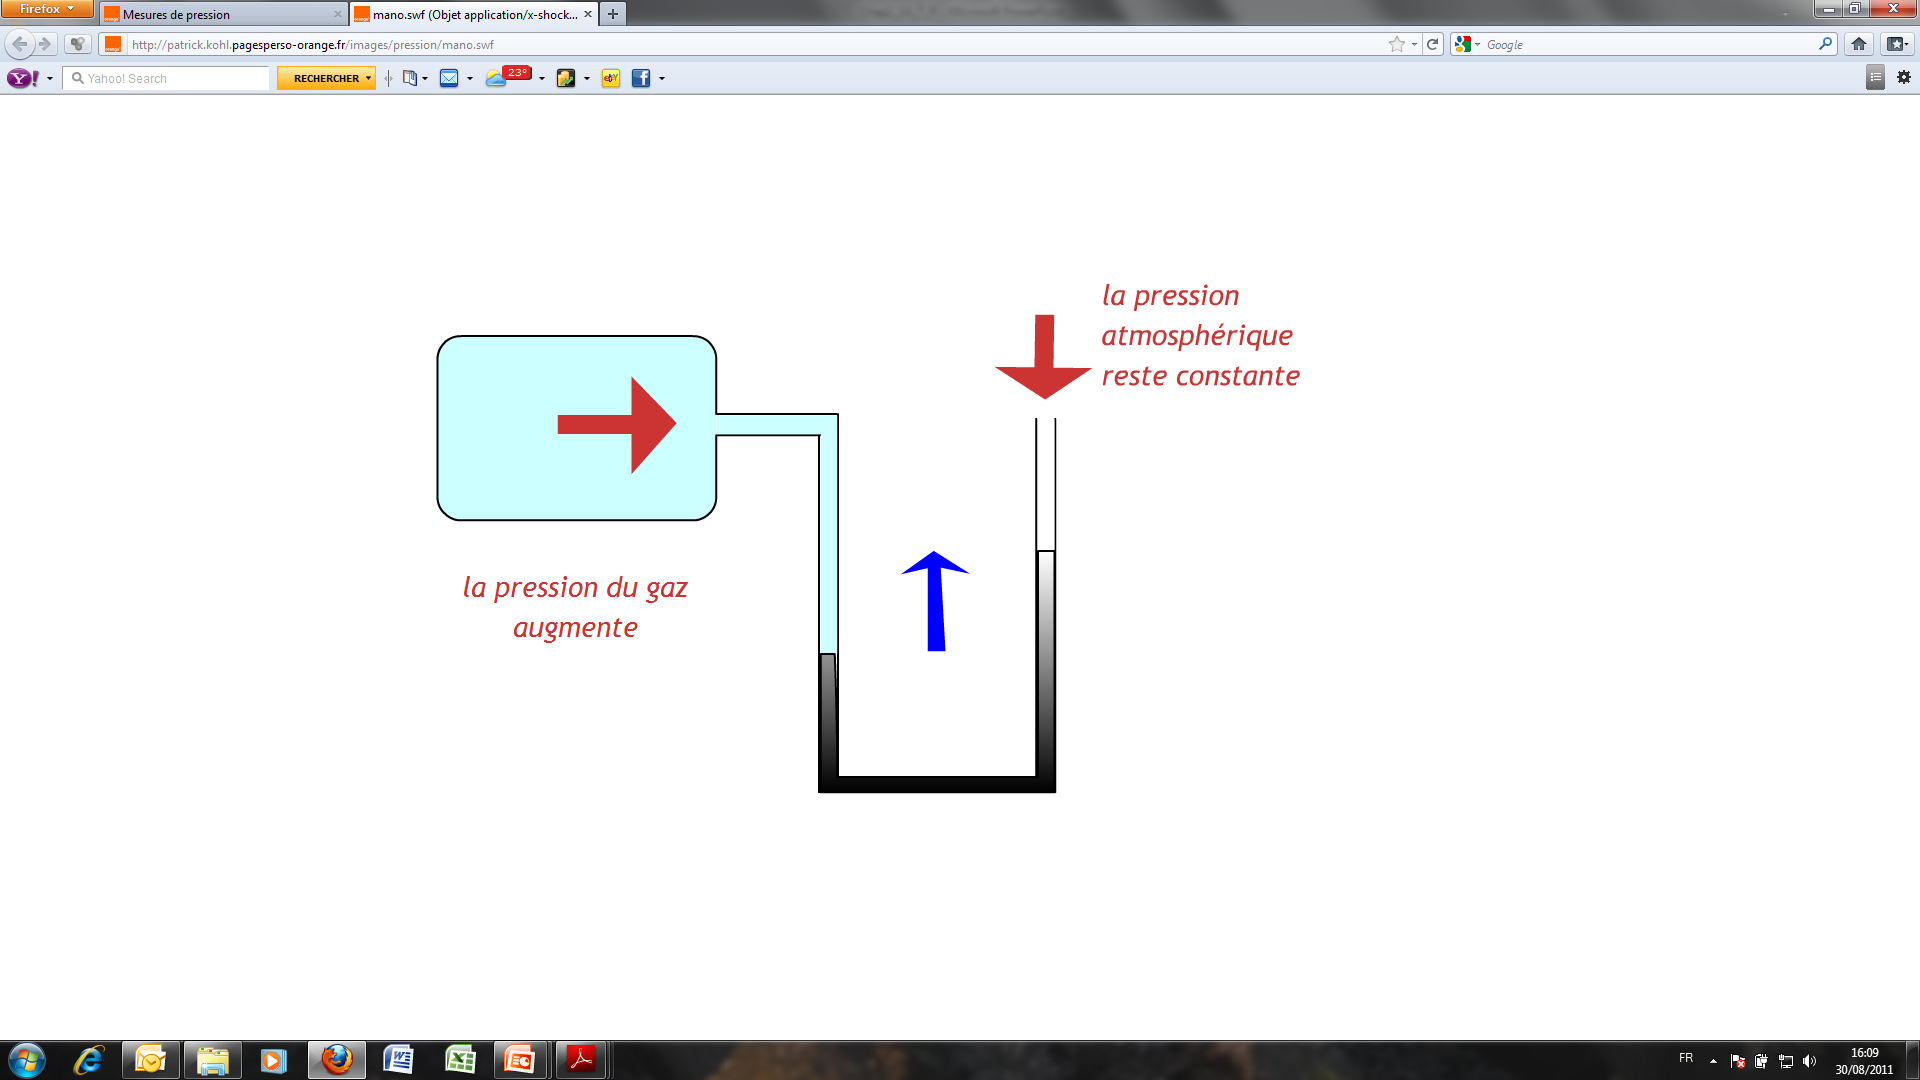 Firefox
Mesures de pression
mano.swf (Objet application/x-shock...
http://patrick.kohl.pagesperso-orange.fr/images/pression/mano.swf
Google
Yahoo! Search
RECHERCHER
23°
la pression
atmosphérique
reste constante
la pression du gaz
augmente
FR
16:09
30/08/2011